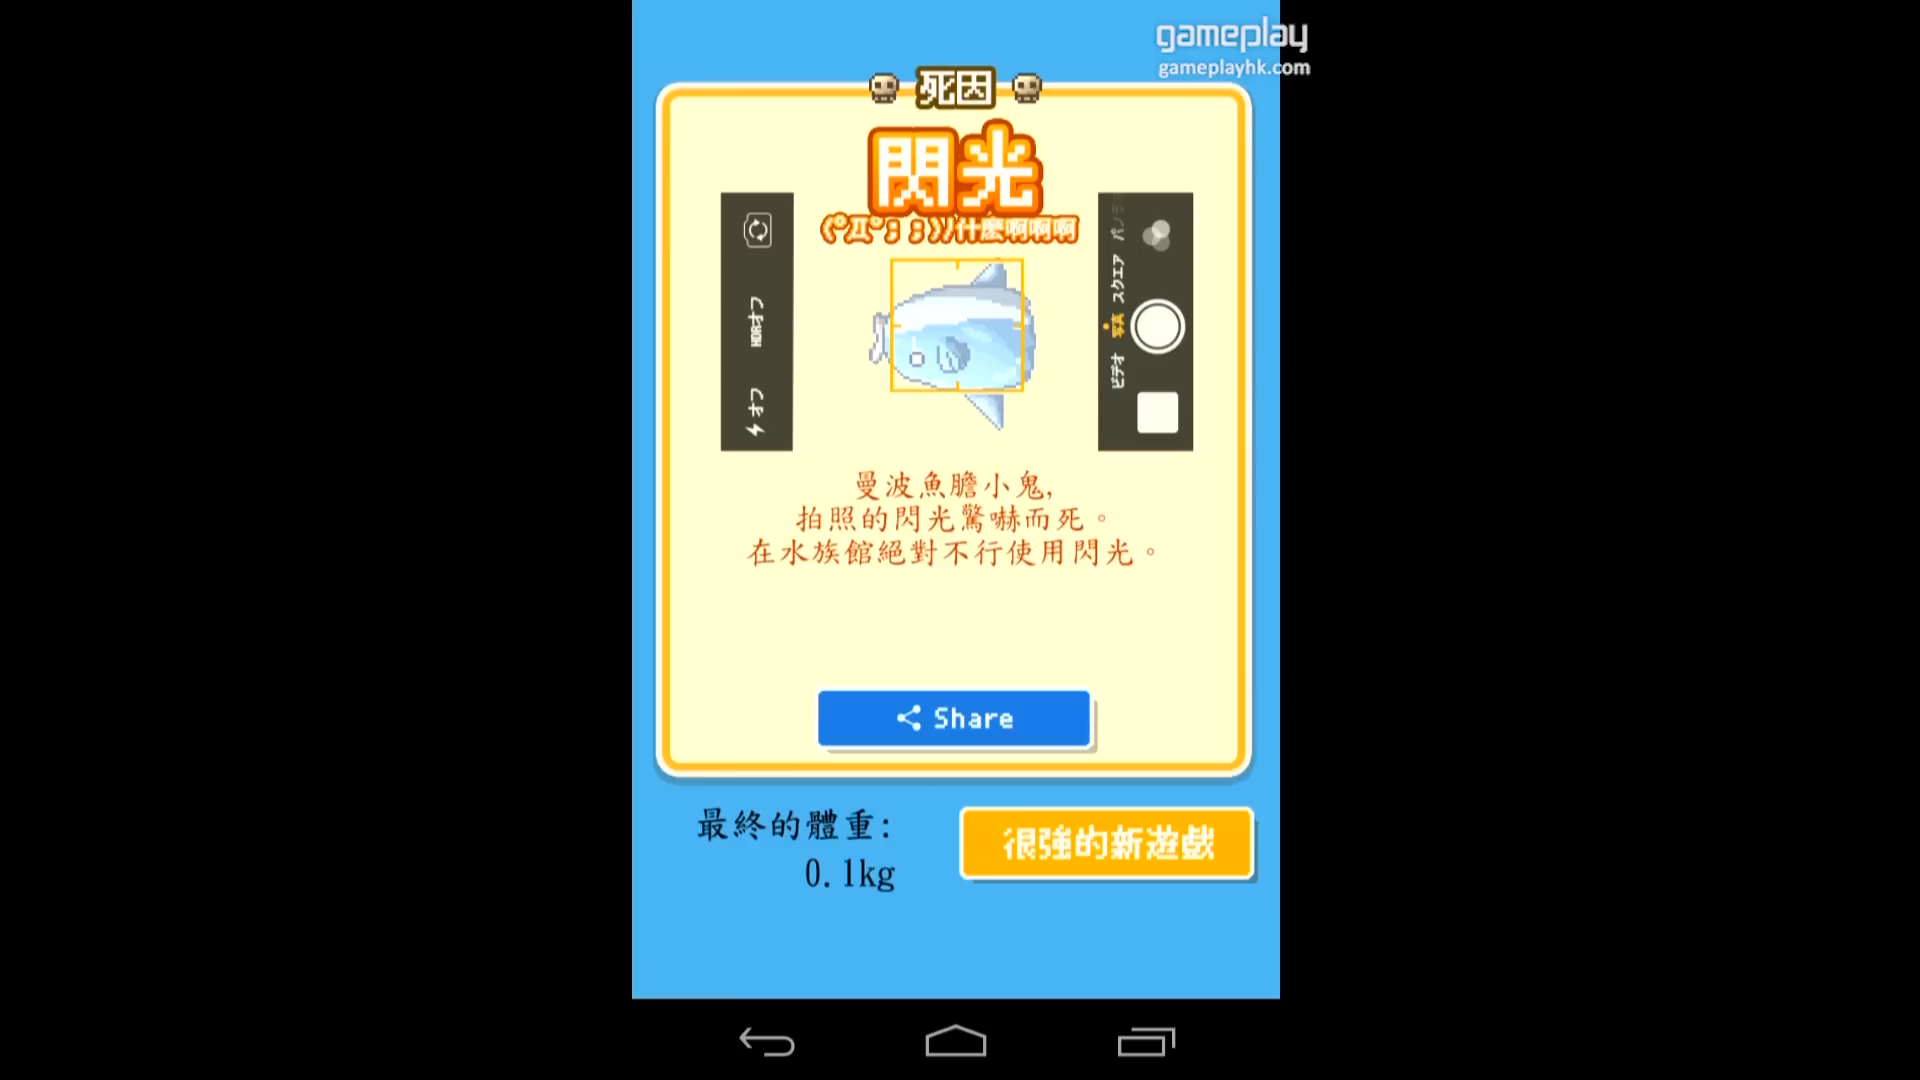 gameplay
gameplayhk.com
死因
閃光
(ﾟДﾟ; ; )ﾉ什麼啊啊啊
HDRオフ
オフ
スクエア
写真
ビデオ
曼波魚膽小鬼,
拍照的閃光驚嚇而死。
在水族館絕對不行使用閃光。
Share
最終的體重:
0.1kg
很強的新遊戲